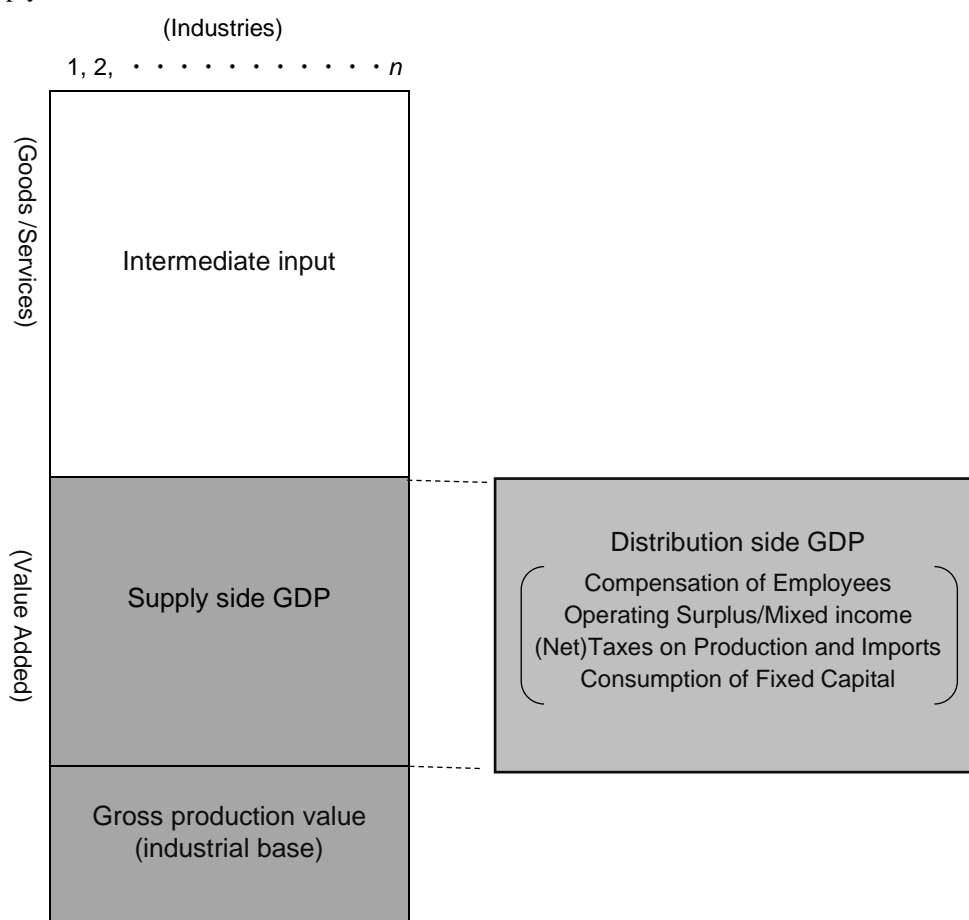 (Industries)
1, 2, ・・・・・・・・・・・ n
(Goods /Services)
Intermediate input
(Value Added)
Supply side GDP
Distribution side GDP
Compensation of Employees
Operating Surplus/Mixed income
(Net)Taxes on Production and Imports
Consumption of Fixed Capital
Gross production value
(industrial base)